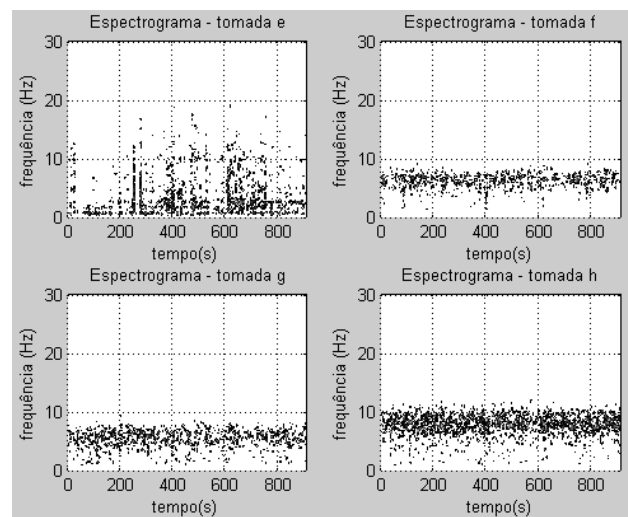 Espectrograma - tomada e
30
20
10
0
frequência (Hz)
0 200 400 600 800
tempo(s)
Espectrograma - tomada f
30
20
10
0
frequência (Hz)
0 200 400 600 800
tempo(s)
Espectrograma - tomada g
30
20
10
0
frequência (Hz)
0 200 400 600 800
tempo(s)
Espectrograma - tomada h
30
20
10
0
frequência (Hz)
0 200 400 600 800
tempo(s)